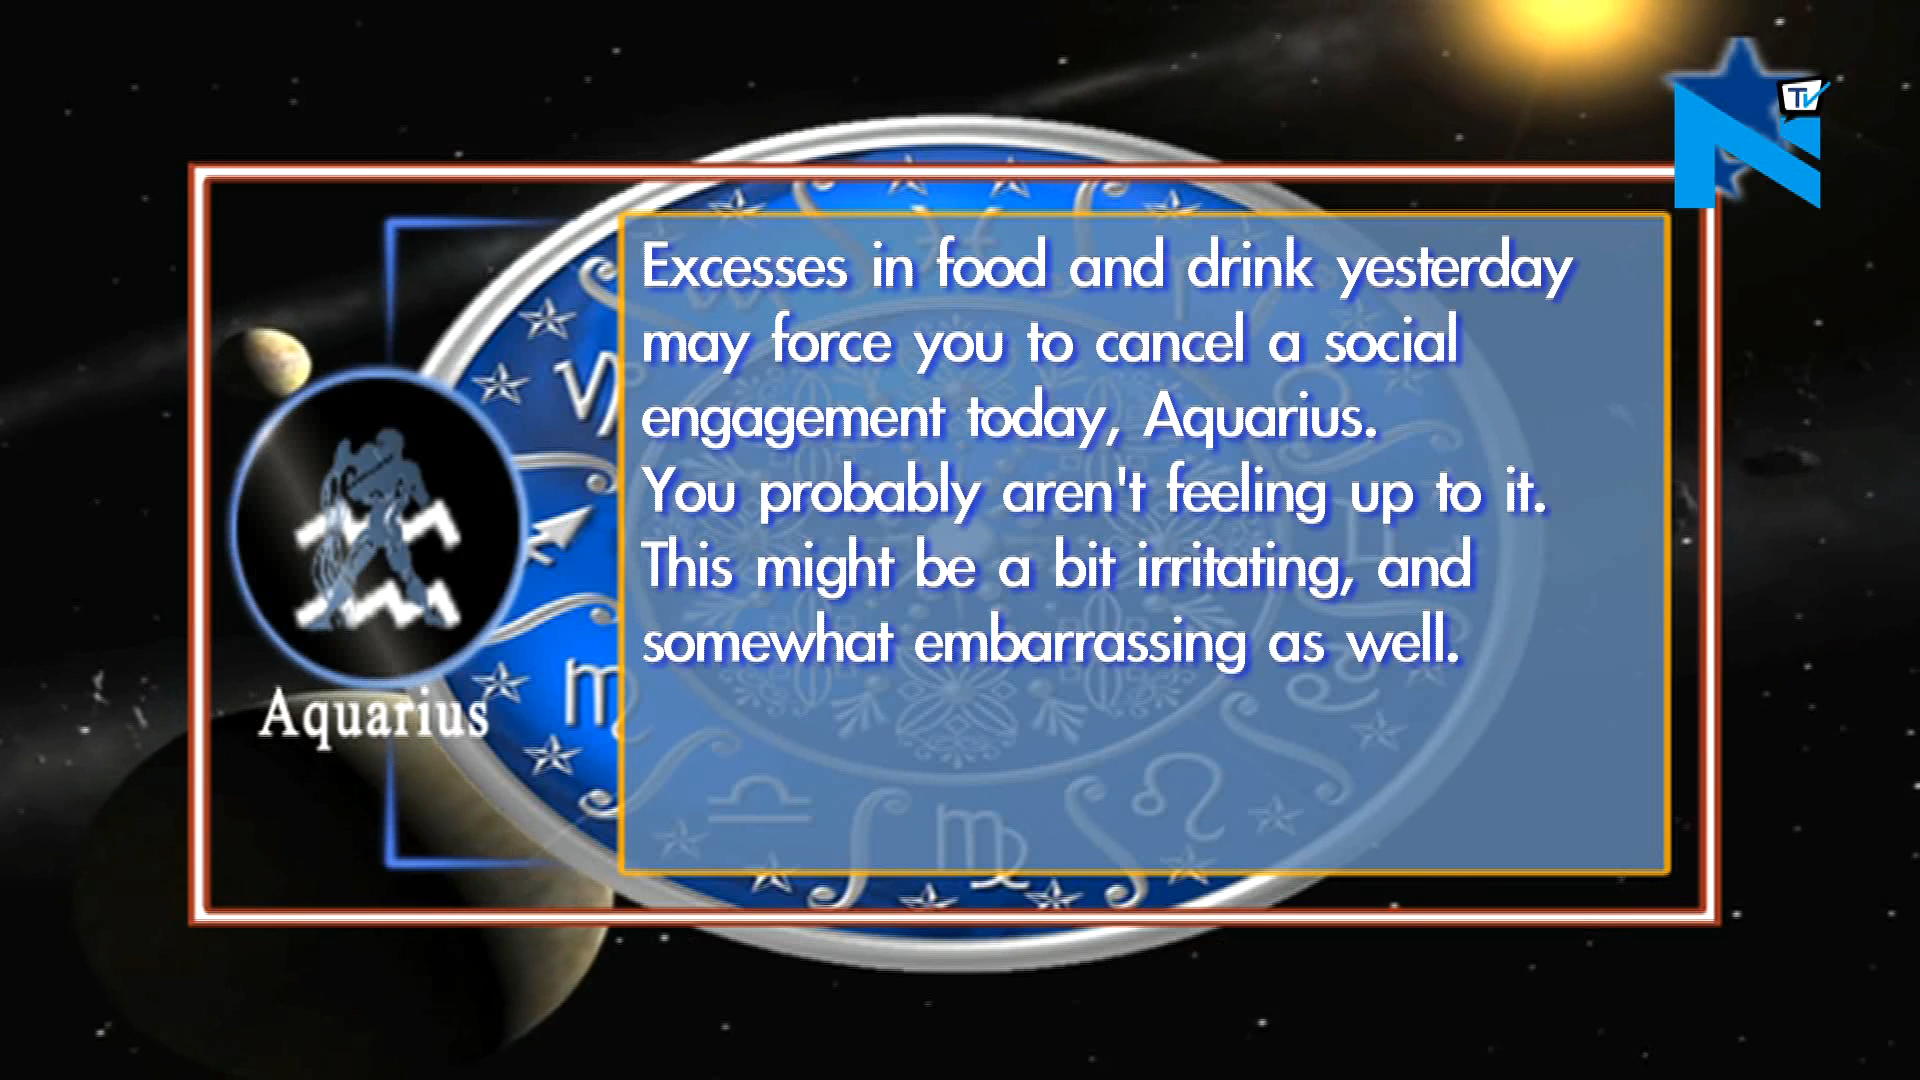 TV
Excesses in food and drink yesterday
may force you to cancel a social
engagement today, Aquarius.
You probably aren't feeling up to it.
This might be a bit irritating, and
somewhat embarrassing as well.
Aquarius